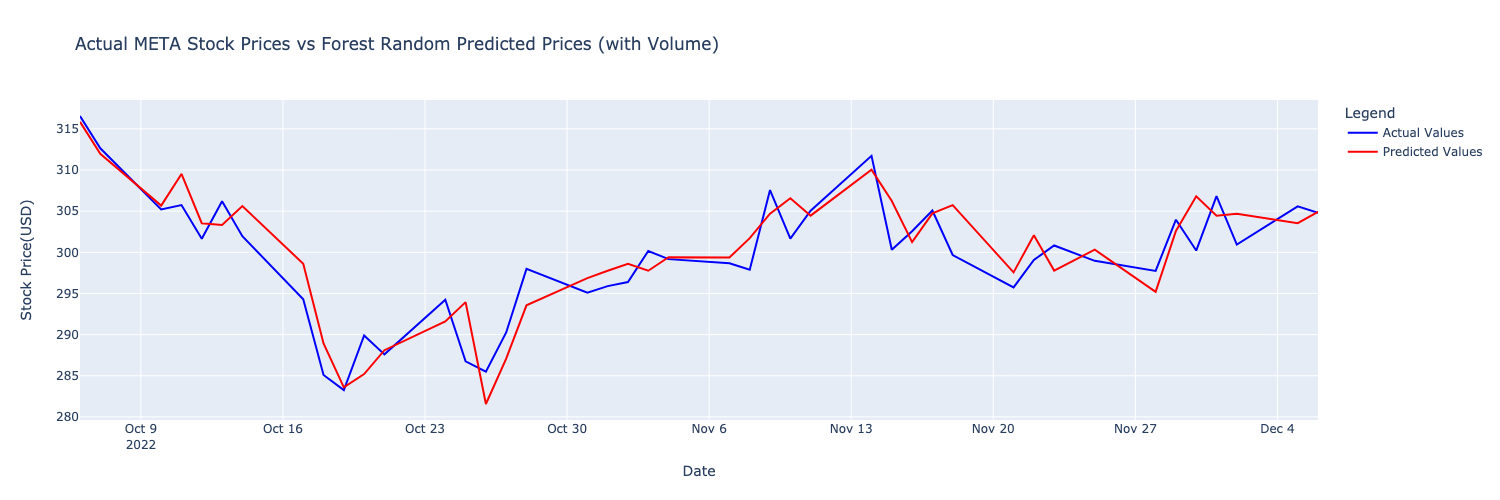 Actual META Stock Prices vs Forest Random Predicted Prices (with Volume)
Legend
Actual Values
Predicted Values
Stock Price(USD)
315
310
305
300
295
290
285
280
Oct 9 Oct 16 Oct 23 Oct 30 Nov 6 Nov 13 Nov 20 Nov 27 Dec 4
2022
Date